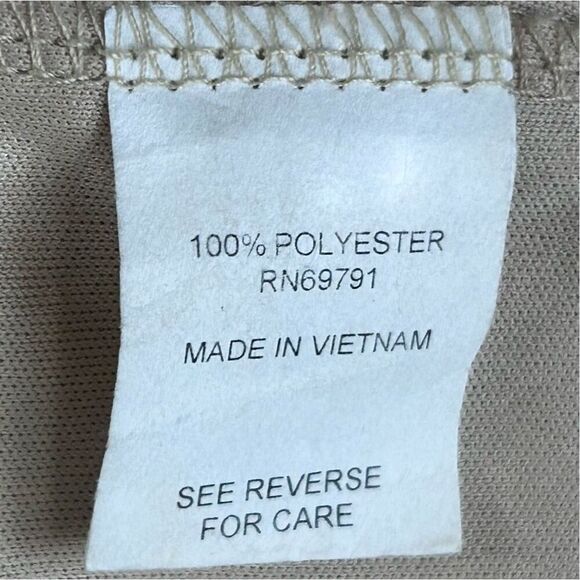 100% POLYESTER
RN69791
MADE IN VIETNAM
SEE REVERSE
FOR CARE